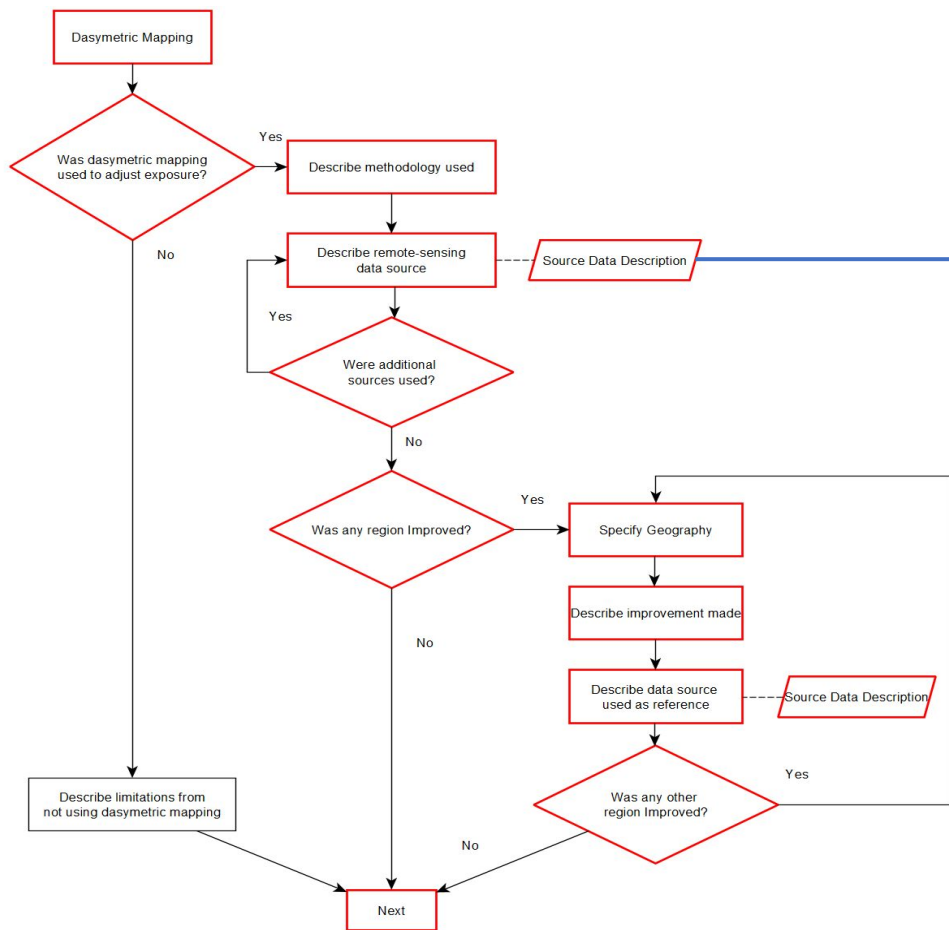 Dasymetric Mapping
Was dasymetric mapping
used to adjust exposure?
Yes
Describe methodology used
No
Describe remote-sensing
data source
Source Data Description
Yes
Were additional
sources used?
No
Was any region Improved?
Yes
Specify Geography
No
Describe improvement made
Describe data source
used as reference
Source Data Description
Describe limitations from
not using dasymetric mapping
Was any other
region Improved?
Yes
No
Next